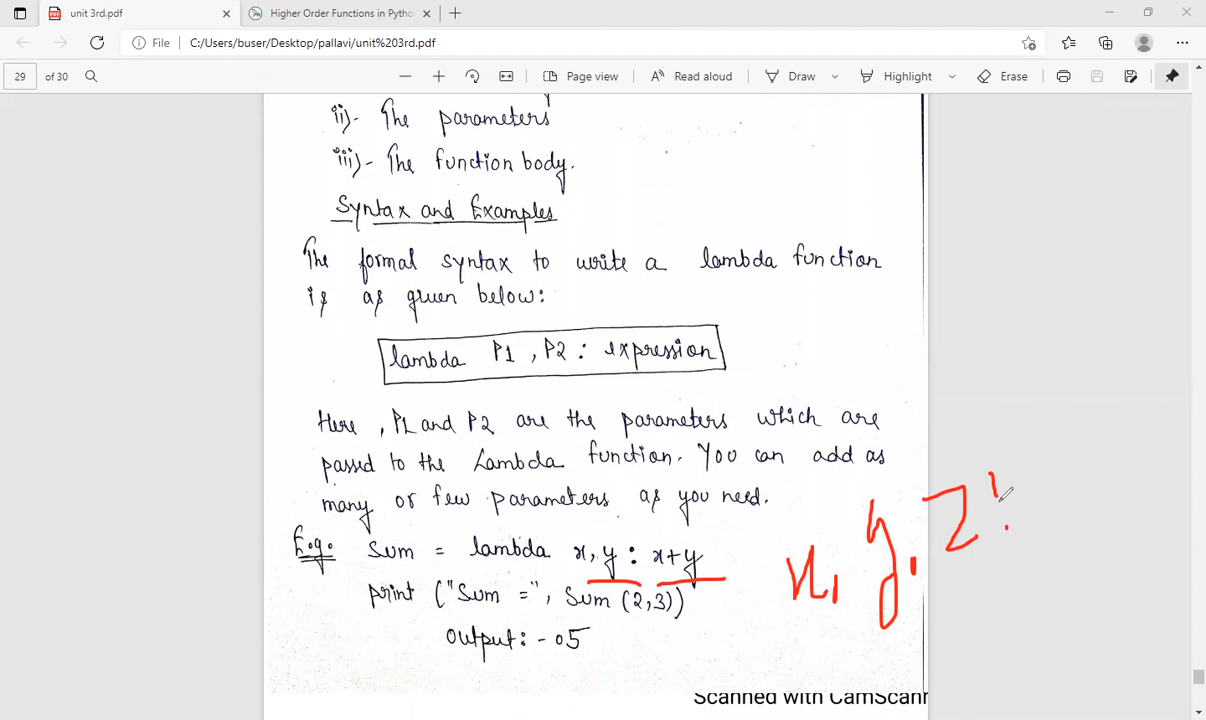 unit 3rd.pdf
Higher Order Functions in Pytho
File C:/Users/buser/Desktop/pallavi/unit%203rd.pdf
29 of 30 Page view Read aloud Draw Highlight Erase
ii)- The parameters
iii)- The function body.
Syntax and Examples
The formal syntax to write a lambda function
is as given below:
lambda P1, P2 : expression
Here, P1 and P2 are the parameters which are
passed to the Lambda function. You can add as
many or few parameters as you need.
E.g. Sum = lambda x, y : x+y
print ("Sum =", Sum (2,3))
output: - 05
x, y, z :
Scanned with CamScann